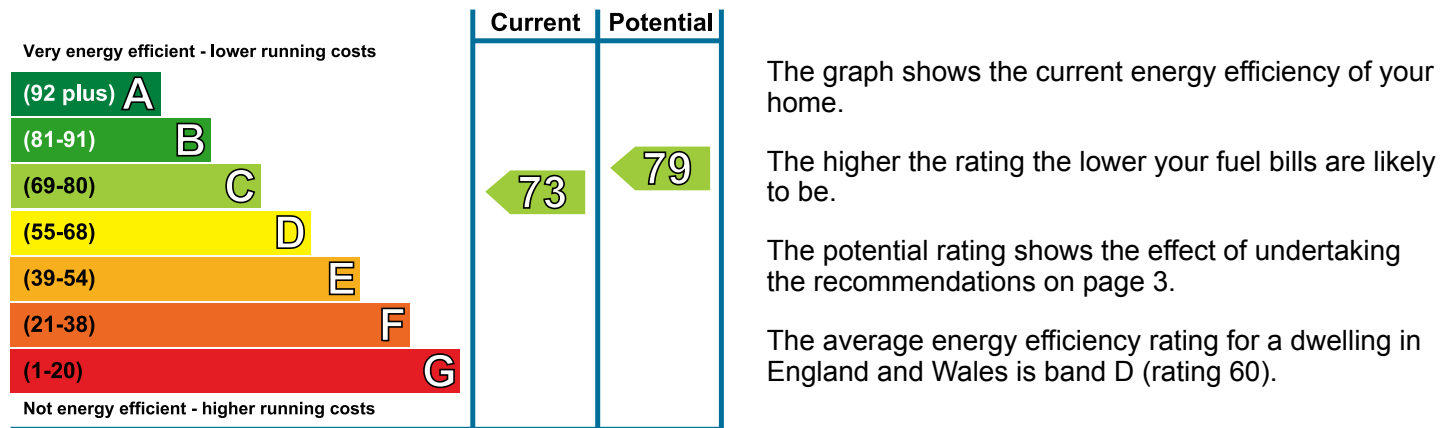 Current Potential
Very energy efficient - lower running costs
(92 plus) A
(81-91) B
(69-80) C
(55-68) D
(39-54) E
(21-38) F
(1-20) G
Not energy efficient - higher running costs
73
79
The graph shows the current energy efficiency of your
home.
The higher the rating the lower your fuel bills are likely
to be.
The potential rating shows the effect of undertaking
the recommendations on page 3.
The average energy efficiency rating for a dwelling in
England and Wales is band D (rating 60).